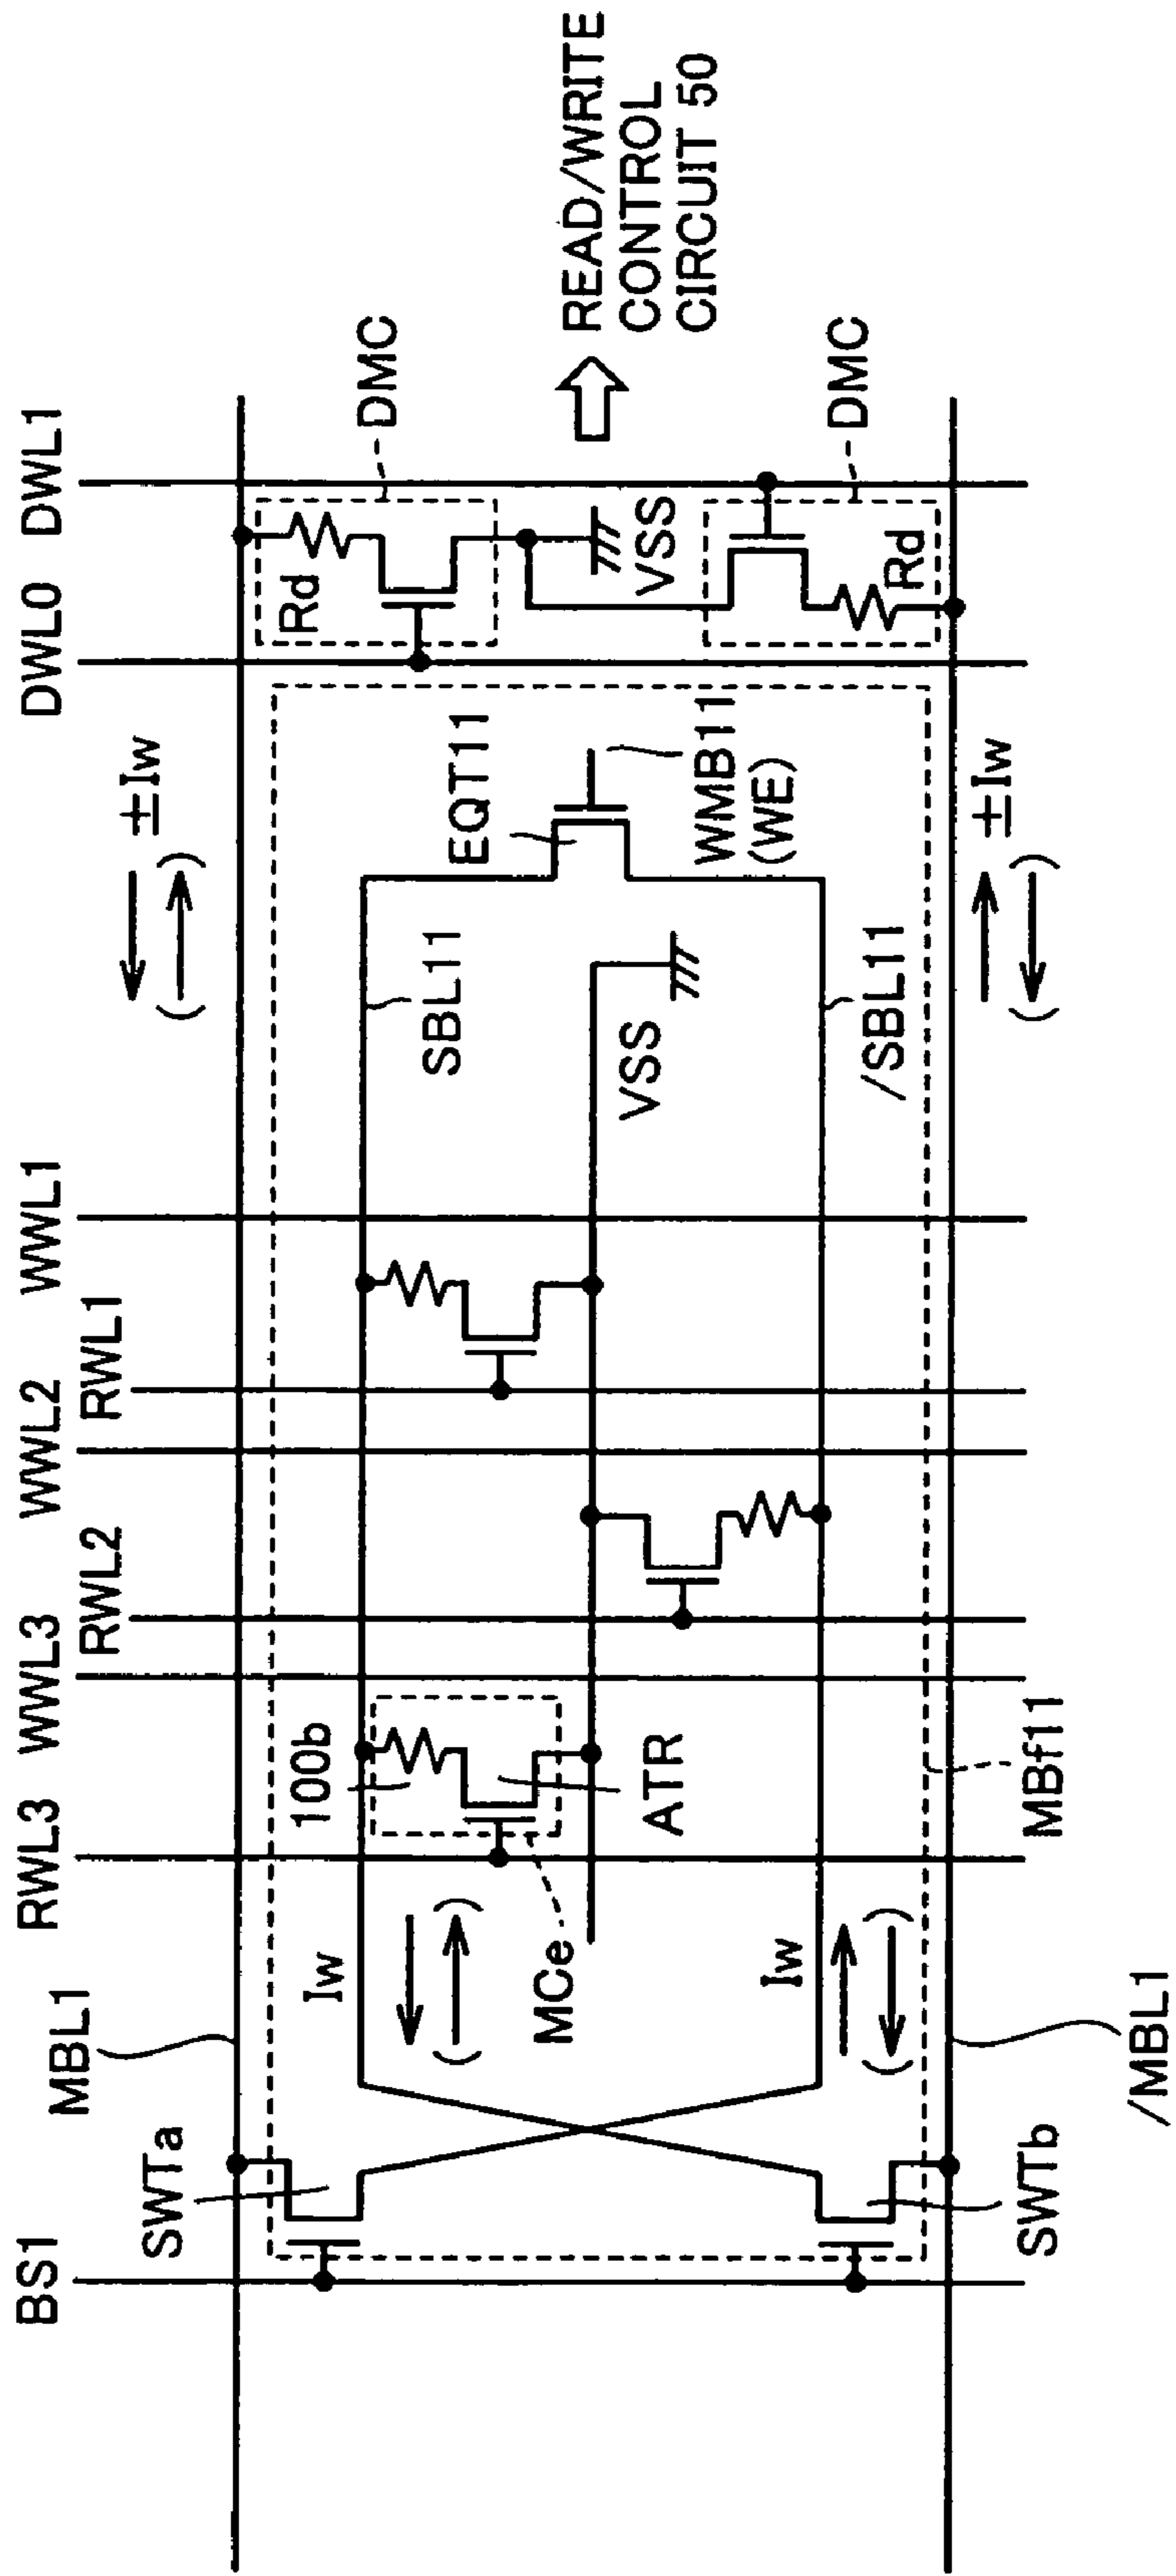 BS1
MBL1
RWL3
WWL3
RWL2
WWL2
RWL1
WWL1
DWL0
DWL1
SWTa
Iw
100b
±Iw
Rd
DMC
MCe
ATR
SBL11
EQT11
VSS
VSS
READ/WRITE
CONTROL
CIRCUIT 50
WMB11
(WE)
Iw
/SBL11
Rd
DMC
±Iw
SWTb
MBf11
/MBL1